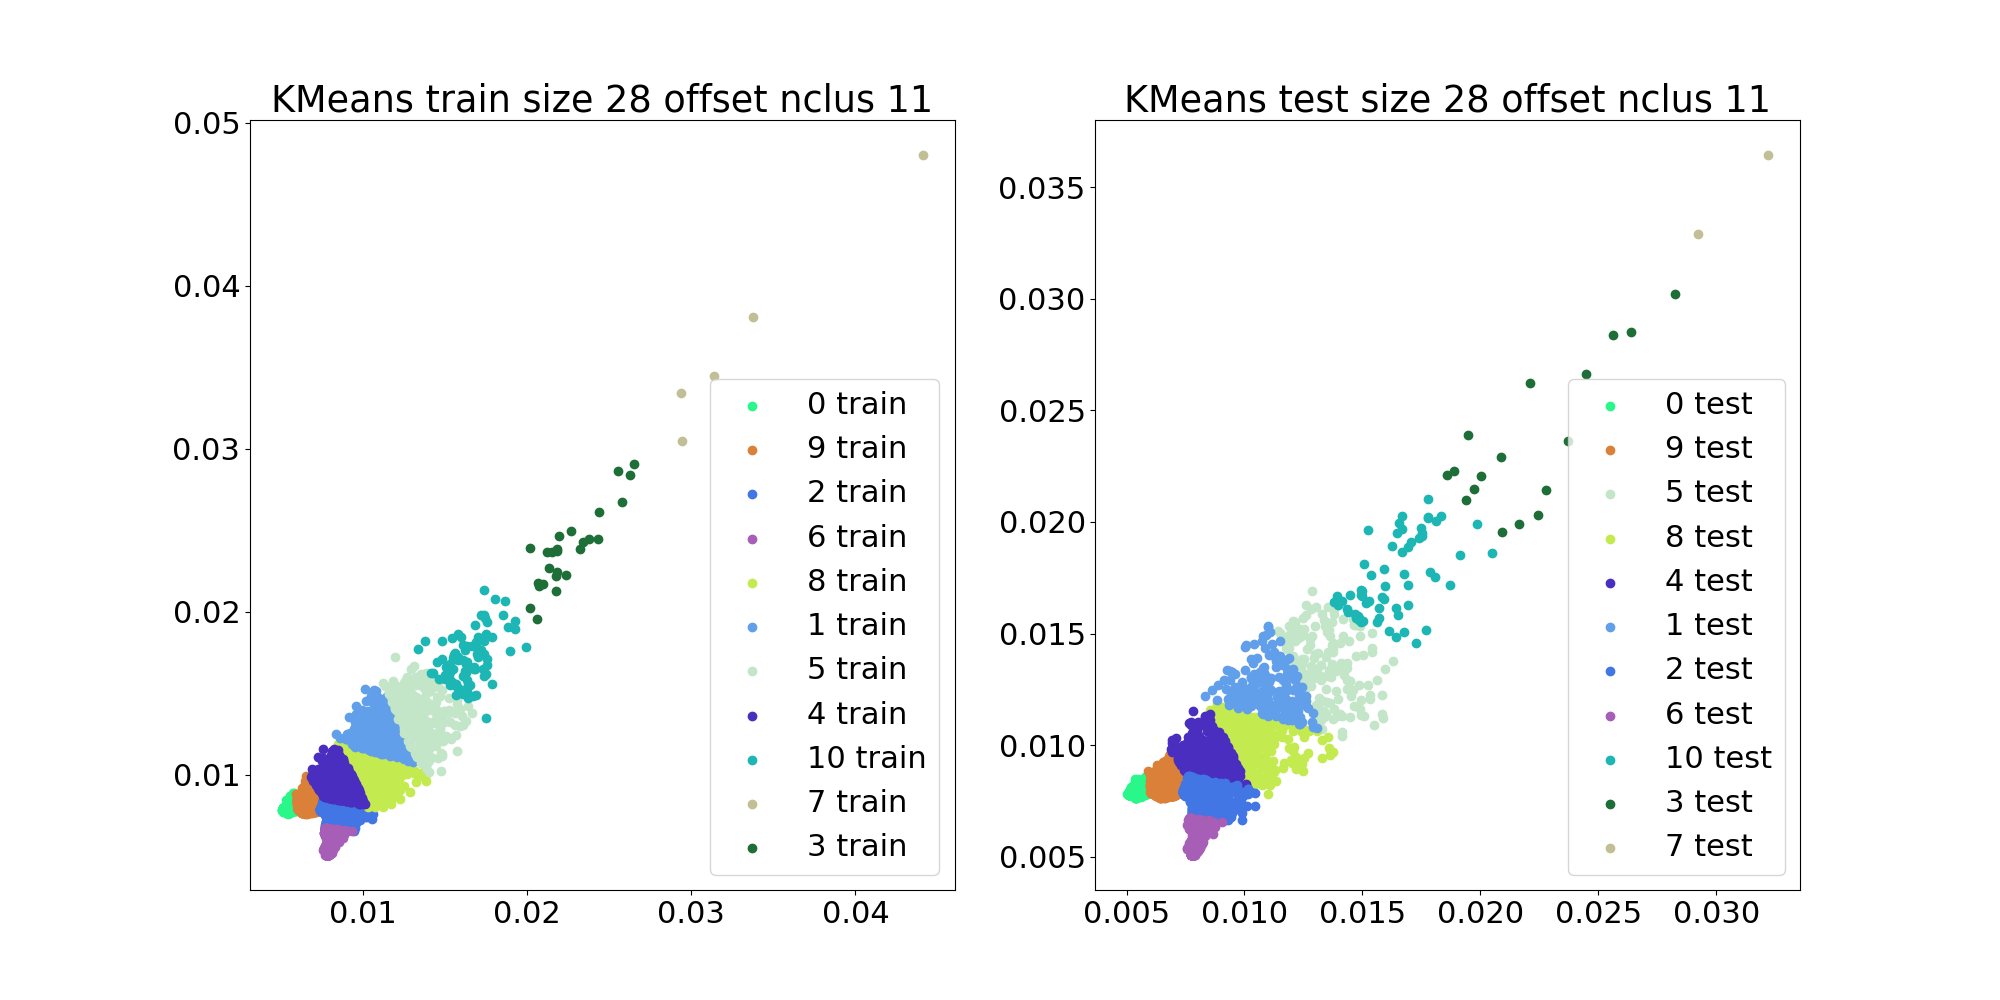 KMeans train size 28 offset nclus 11
0.05
0.04
0.03
0.02
0.01
0.01
0.02
0.03
0.04
0 train
9 train
2 train
6 train
8 train
1 train
5 train
4 train
10 train
7 train
3 train
KMeans test size 28 offset nclus 11
0.035
0.030
0.025
0.020
0.015
0.010
0.005
0.005
0.010
0.015
0.020
0.025
0.030
0 test
9 test
5 test
8 test
4 test
1 test
2 test
6 test
10 test
3 test
7 test